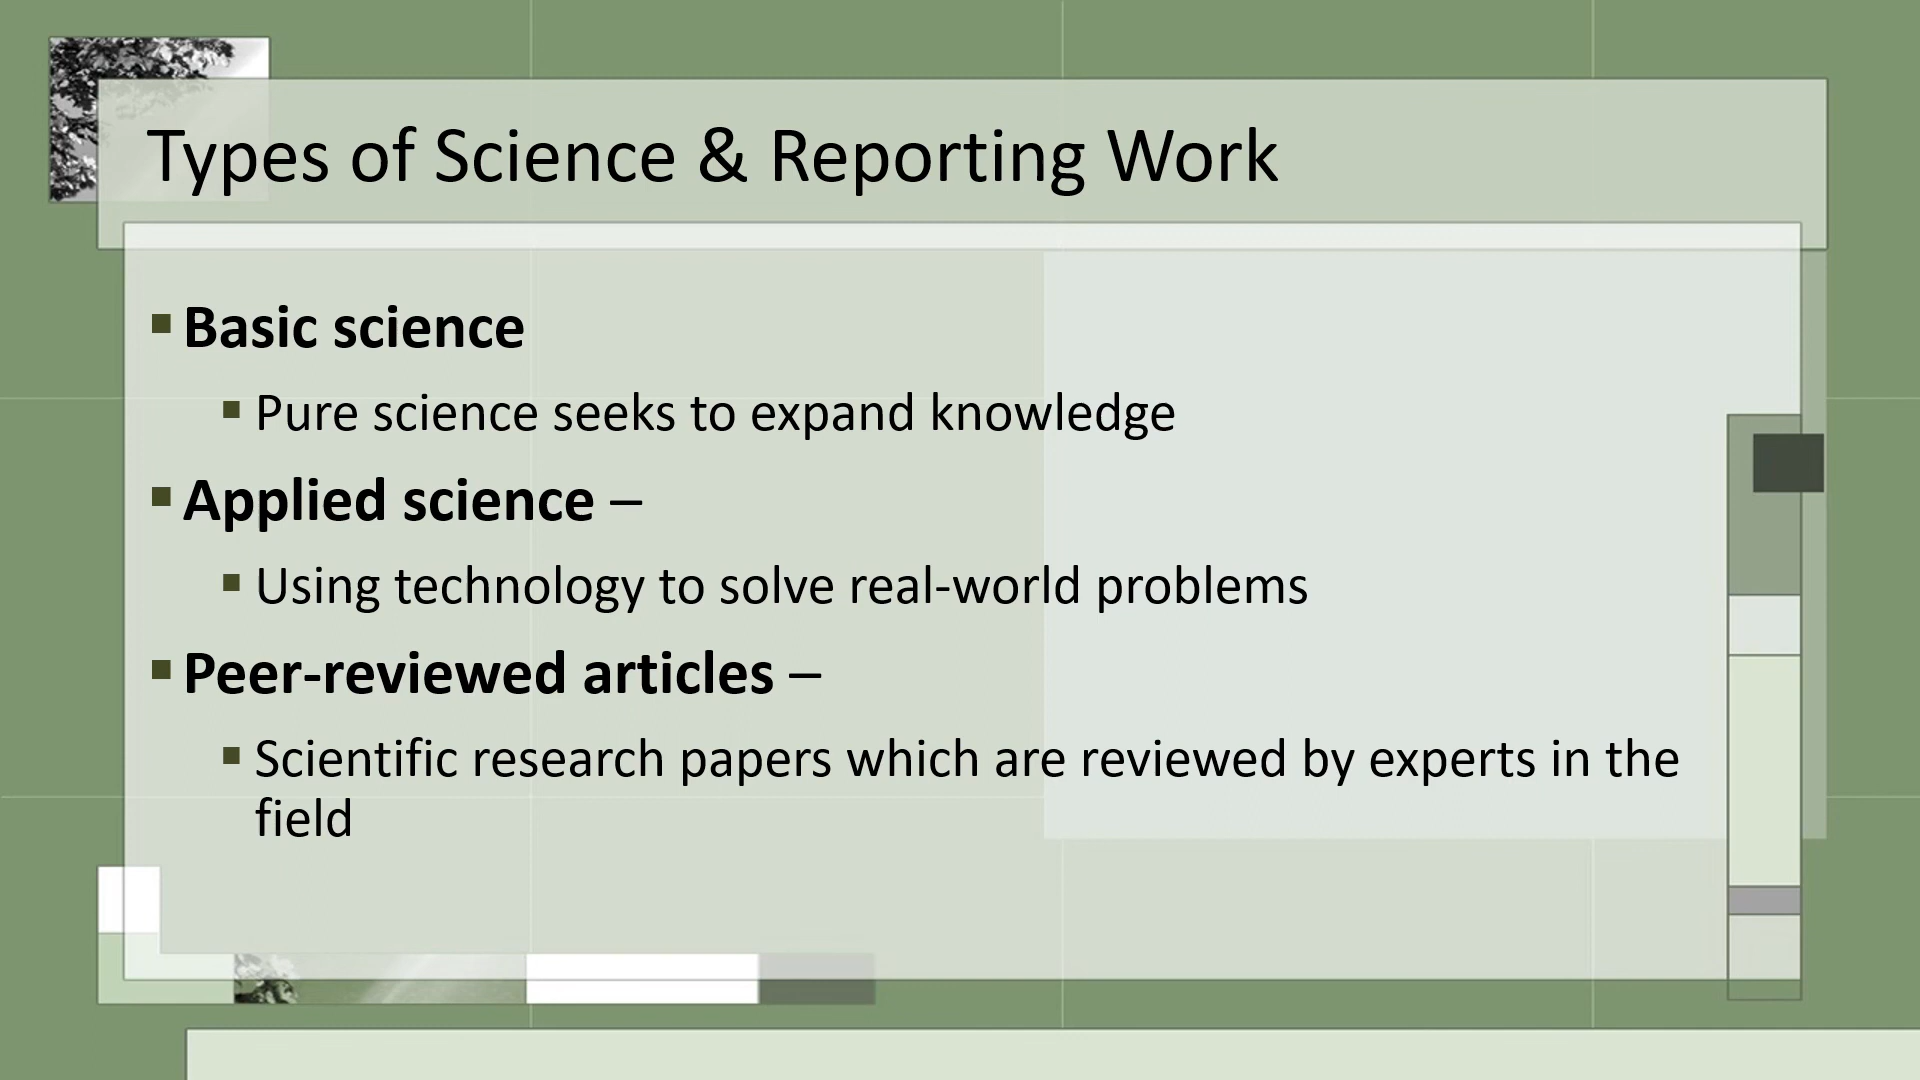 Types of Science & Reporting Work
▪ Basic science
▪ Pure science seeks to expand knowledge
▪ Applied science –
▪ Using technology to solve real-world problems
▪ Peer-reviewed articles –
▪ Scientific research papers which are reviewed by experts in the
field